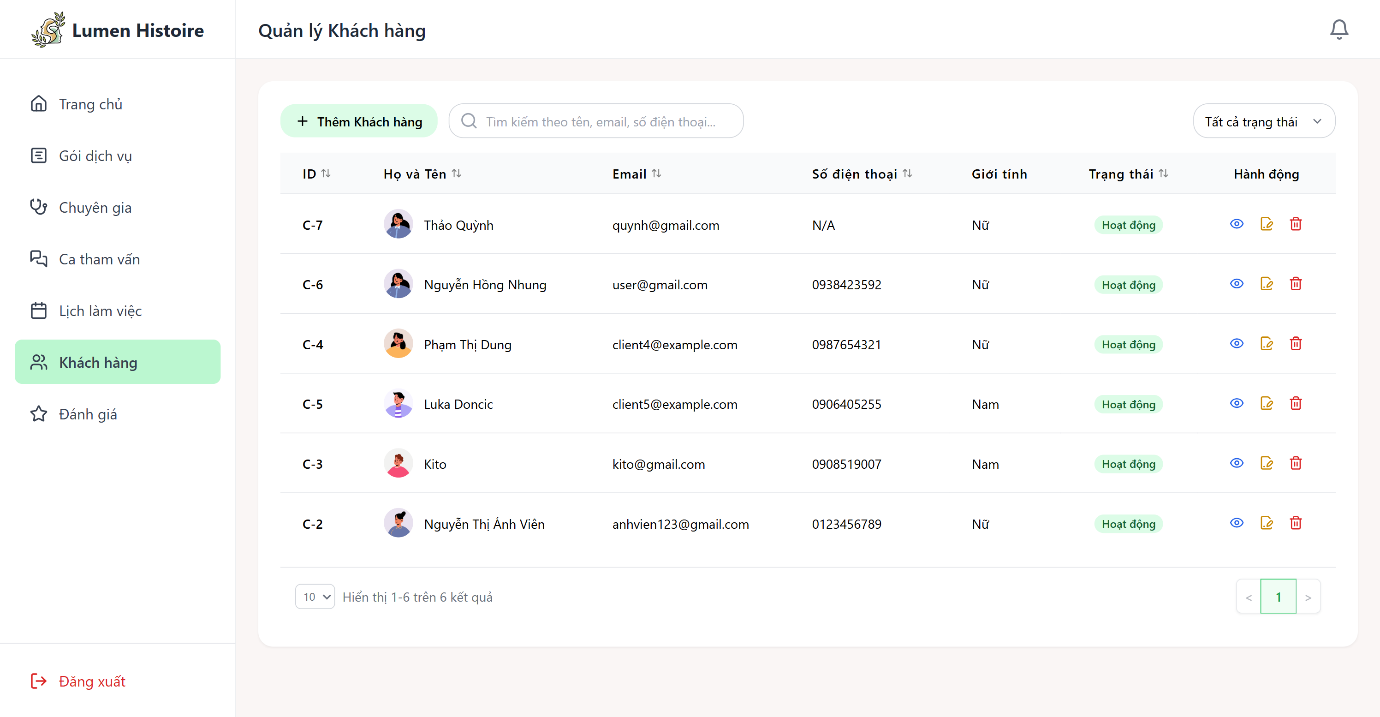 Lumen Histoire
Quản lý Khách hàng
Trang chủ
Gói dịch vụ
Chuyên gia
Ca tham vấn
Lịch làm việc
Khách hàng
Đánh giá
Đăng xuất
+ Thêm Khách hàng
Tìm kiếm theo tên, email, số điện thoại...
Tất cả trạng thái
ID Họ và Tên Email Số điện thoại Giới tính Trạng thái Hành động
C-7 Thảo Quỳnh quynh@gmail.com N/A Nữ Hoạt động
C-6 Nguyễn Hồng Nhung user@gmail.com 0938423592 Nữ Hoạt động
C-4 Phạm Thị Dung client4@example.com 0987654321 Nữ Hoạt động
C-5 Luka Doncic client5@example.com 0906405255 Nam Hoạt động
C-3 Kito kito@gmail.com 0908519007 Nam Hoạt động
C-2 Nguyễn Thị Ánh Viên anhvien123@gmail.com 0123456789 Nữ Hoạt động
10 Hiển thị 1-6 trên 6 kết quả
< 1 >